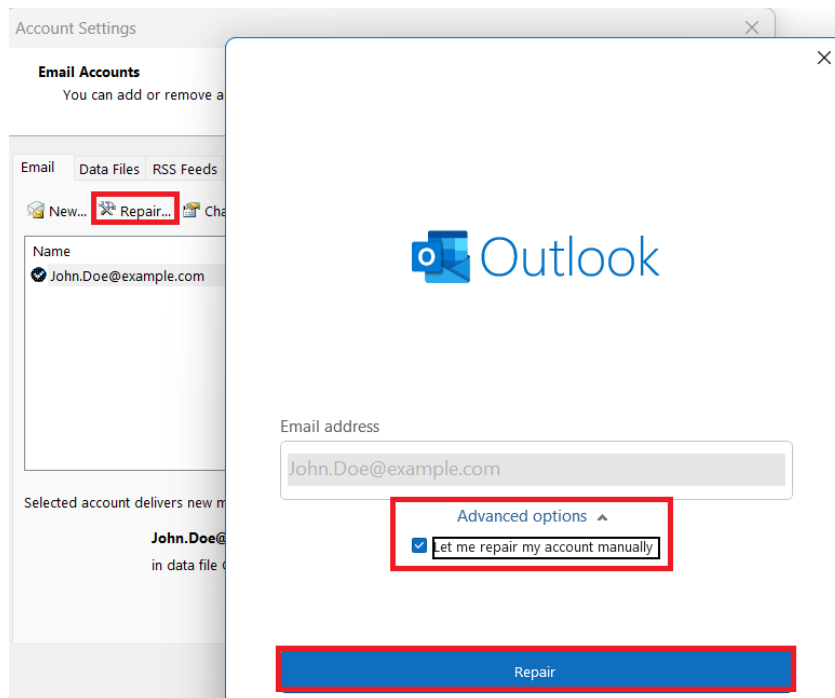 Account Settings
Email Accounts
You can add or remove a
Email Data Files RSS Feeds
New... Repair... Cha
Name
John.Doe@example.com
Selected account delivers new m
John.Doe@
in data file
Outlook
Email address
John.Doe@example.com
Advanced options
Let me repair my account manually
Repair